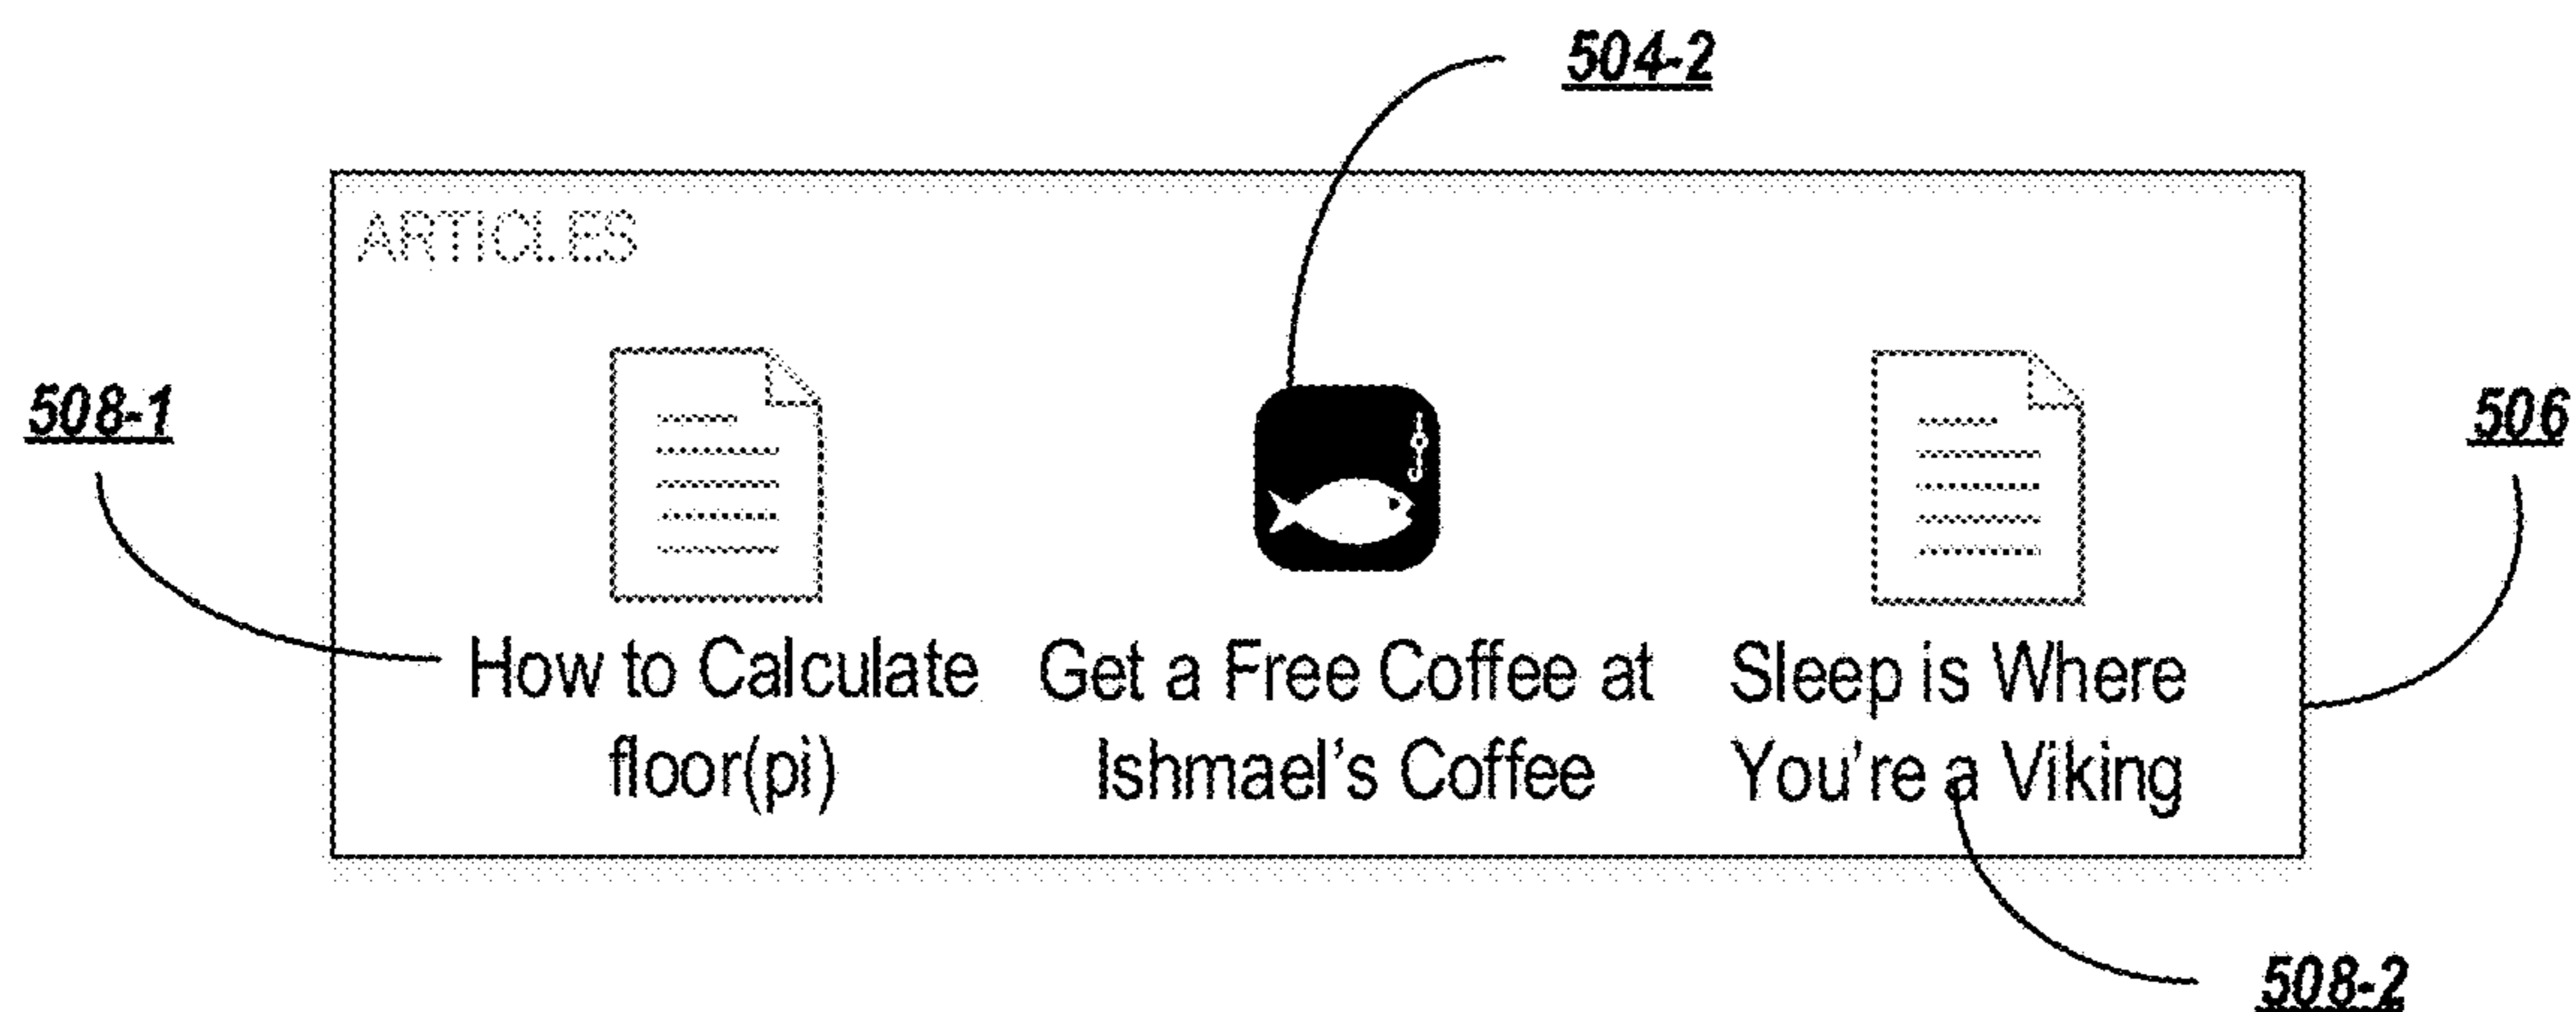 504-2
ARTICLES
508-1
506
How to Calculate
floor(pi)
Get a Free Coffee at
Ishmael's Coffee
Sleep is Where
You're a Viking
508-2